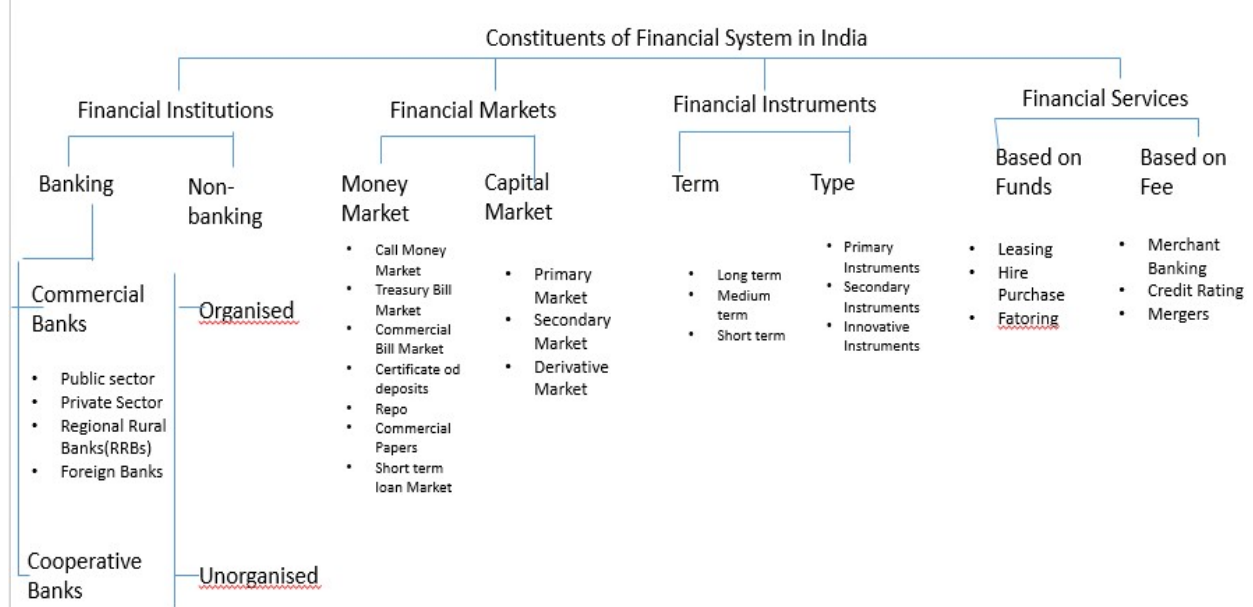 Constituents of Financial System in India
Financial Institutions
Financial Markets
Financial Instruments
Financial Services
Banking
Non-
banking
Commercial
Banks
• Public sector
• Private Sector
• Regional Rural
Banks(RRBs)
• Foreign Banks
Cooperative
Banks
Organised
Unorganised
Money
Market
• Call Money
Market
• Treasury Bill
Market
• Commercial
Bill Market
• Certificate od
deposits
• Repo
• Commercial
Papers
• Short term
loan Market
Capital
Market
• Primary
Market
• Secondary
Market
• Derivative
Market
Term
• Long term
• Medium
term
• Short term
Type
• Primary
Instruments
• Secondary
Instruments
• Innovative
Instruments
Based on
Funds
• Leasing
• Hire
Purchase
• Fatoring
Based on
Fee
• Merchant
Banking
• Credit Rating
• Mergers